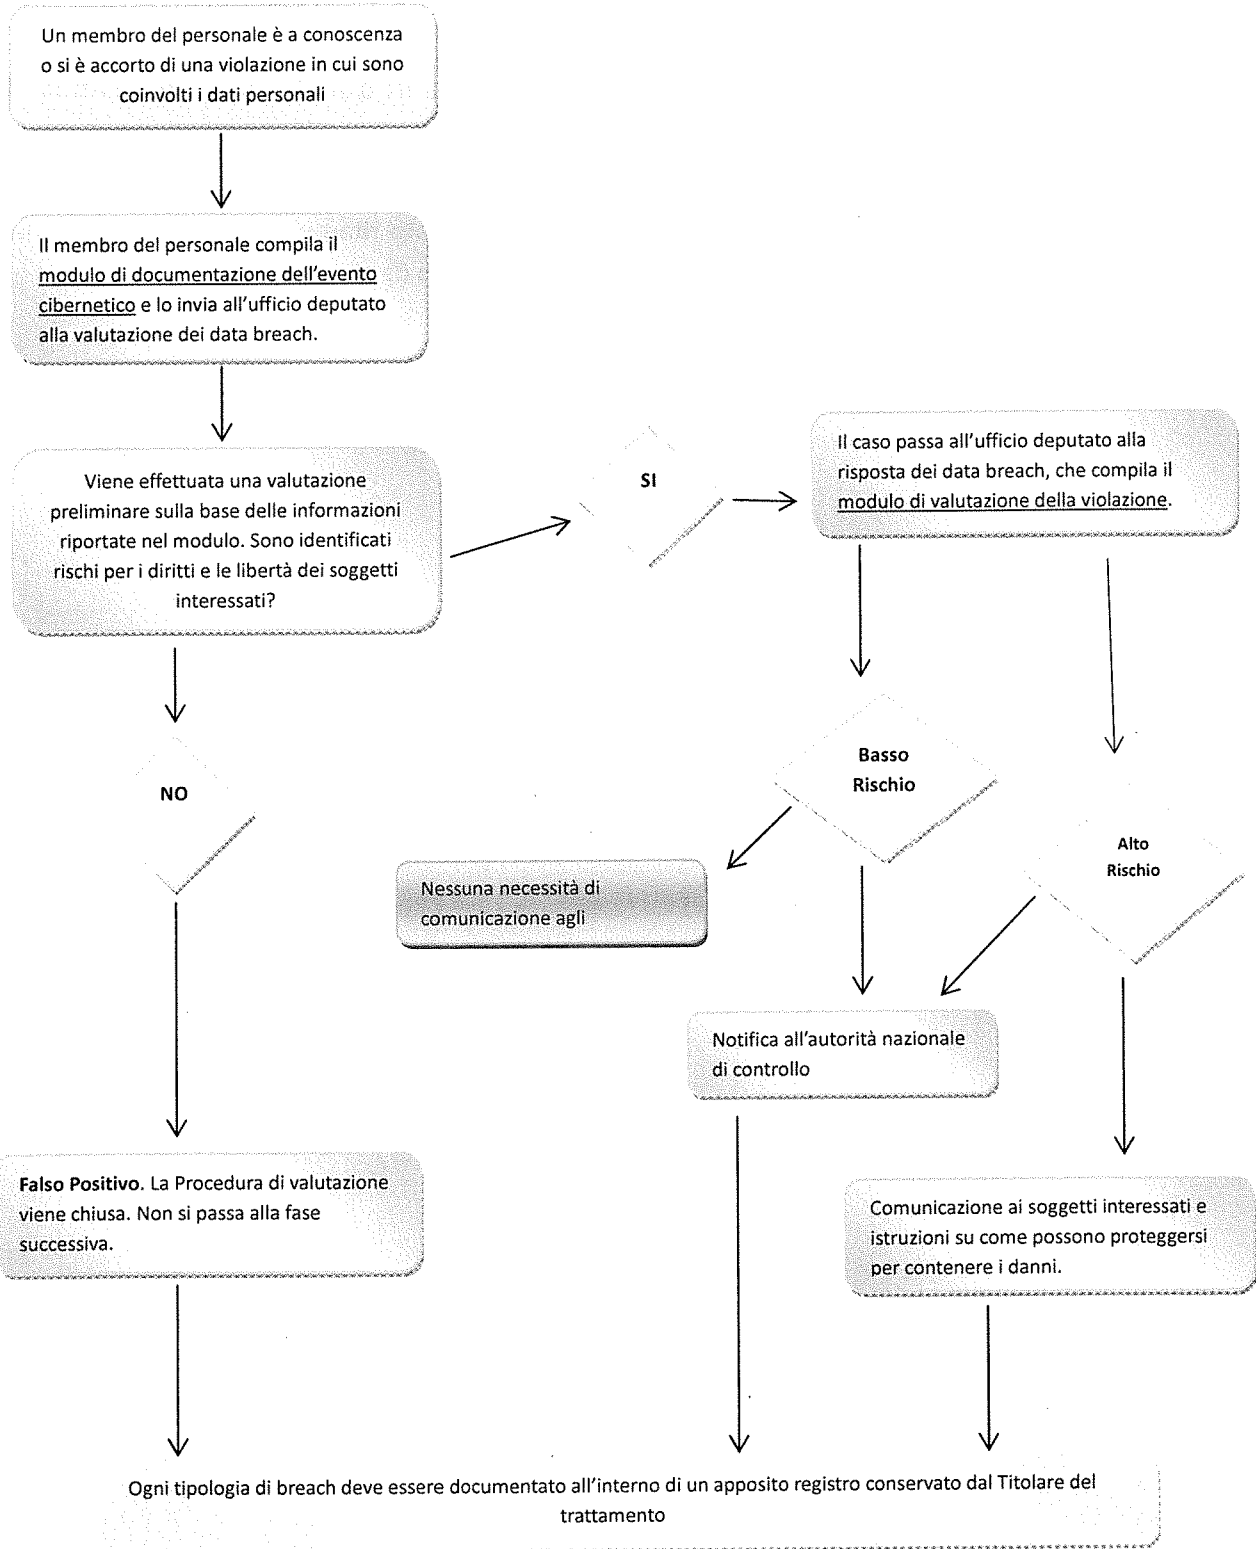 Un membro del personale è a conoscenza
o si è accorto di una violazione in cui sono
coinvolti i dati personali
Il membro del personale compila il
modulo di documentazione dell'evento
cibernetico e lo invia all'ufficio deputato
alla valutazione dei data breach.
Viene effettuata una valutazione
preliminare sulla base delle informazioni
riportate nel modulo. Sono identificati
rischi per i diritti e le libertà dei soggetti
interessati?
SI
Il caso passa all'ufficio deputato alla
risposta dei data breach, che compila il
modulo di valutazione della violazione.
NO
Basso
Rischio
Alto
Rischio
Nessuna necessità di
comunicazione agli
Notifica all'autorità nazionale
di controllo
Falso Positivo. La Procedura di valutazione
viene chiusa. Non si passa alla fase
successiva.
Comunicazione ai soggetti interessati e
istruzioni su come possono proteggersi
per contenere i danni.
Ogni tipologia di breach deve essere documentato all'interno di un apposito registro conservato dal Titolare del
trattamento